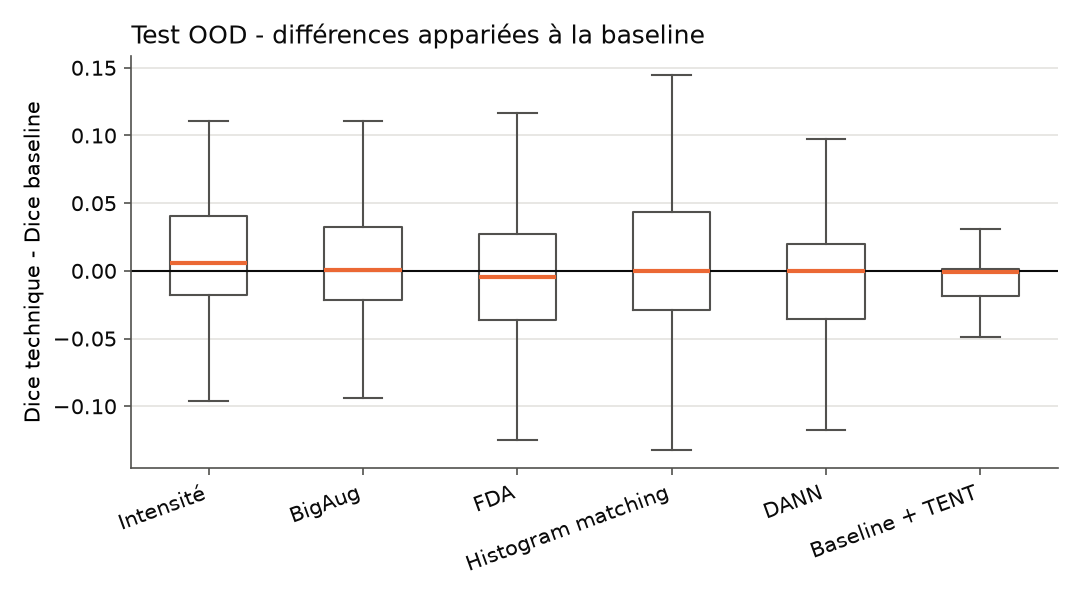 Test OOD - différences appariées à la baseline
Dice technique - Dice baseline
0.15
0.10
0.05
0.00
−0.05
−0.10
Intensité
BigAug
FDA
Histogram matching
DANN
Baseline + TENT